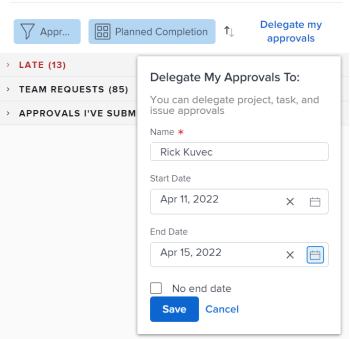 Appr...
Planned Completion
Delegate my
approvals
LATE (13)
TEAM REQUESTS (85)
APPROVALS I'VE SUBM
Delegate My Approvals To:
You can delegate project, task, and
issue approvals
Name *
Rick Kuvec
Start Date
Apr 11, 2022
End Date
Apr 15, 2022
No end date
Save
Cancel